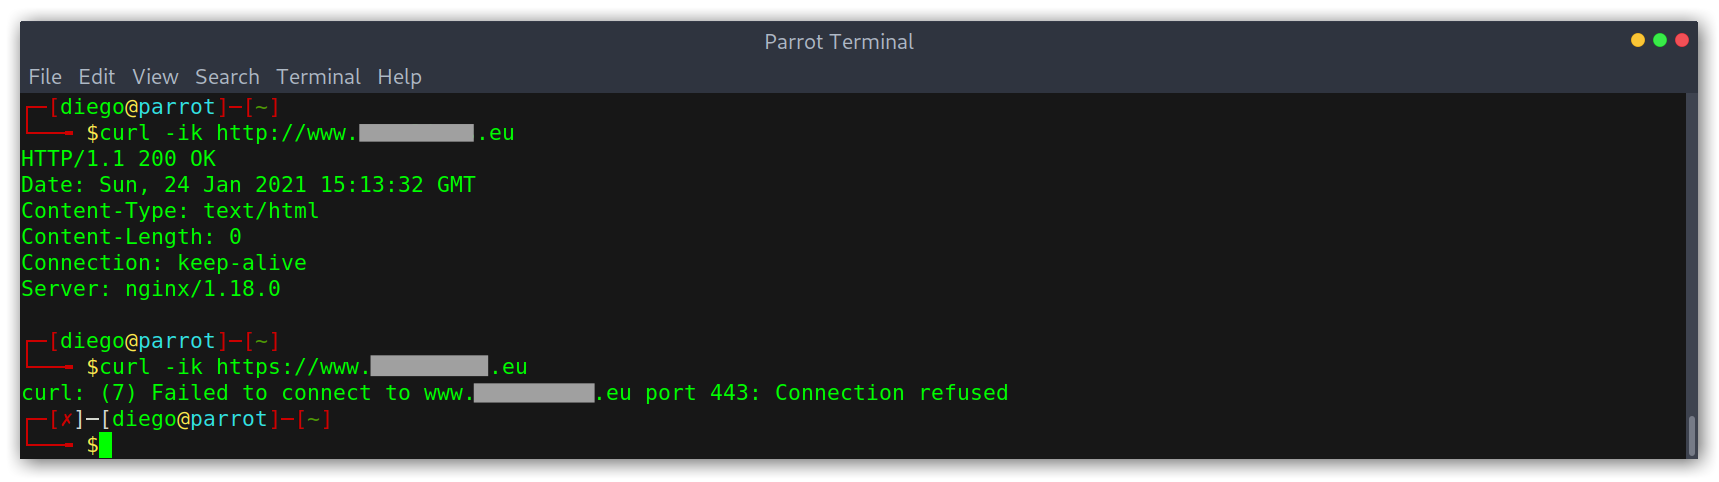 Parrot Terminal
File Edit View Search Terminal Help
┌─[diego@parrot]─[~]
└──╼ $curl -ik http://www. .eu
HTTP/1.1 200 OK
Date: Sun, 24 Jan 2021 15:13:32 GMT
Content-Type: text/html
Content-Length: 0
Connection: keep-alive
Server: nginx/1.18.0
┌─[diego@parrot]─[~]
└──╼ $curl -ik https://www. .eu
curl: (7) Failed to connect to www. .eu port 443: Connection refused
┌─[✗]─[diego@parrot]─[~]
└──╼ $